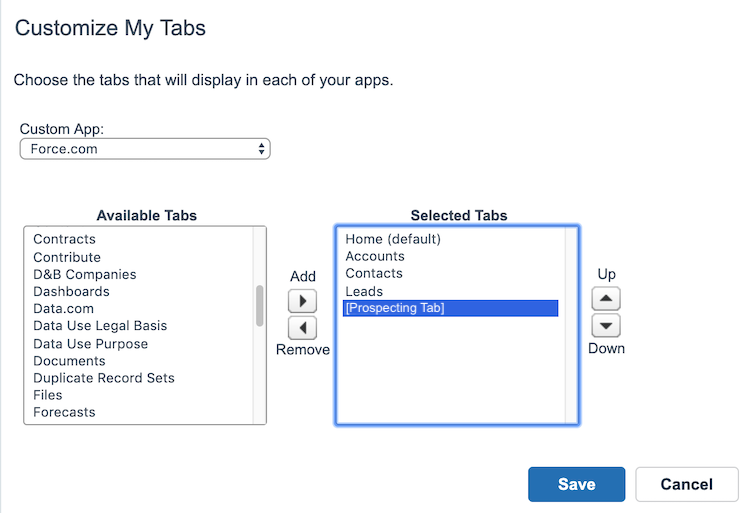 Customize My Tabs
Choose the tabs that will display in each of your apps.
Custom App:
Force.com
Available Tabs
Contracts
Contribute
D&B Companies
Dashboards
Data.com
Data Use Legal Basis
Data Use Purpose
Documents
Duplicate Record Sets
Files
Forecasts
Add
Remove
Selected Tabs
Home (default)
Accounts
Contacts
Leads
[Prospecting Tab]
Up
Down
Save
Cancel